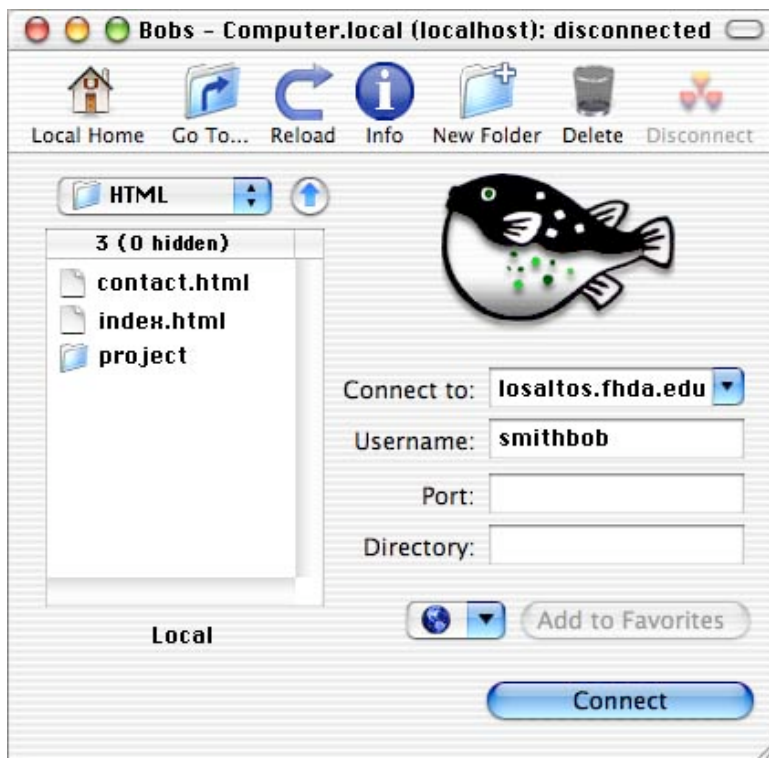 Bobs - Computer.local (localhost): disconnected
Local Home Go To... Reload Info New Folder Delete Disconnect
HTML
3 (0 hidden)
contact.html
index.html
project
Local
Connect to: losaltos.fhda.edu
Username: smithbob
Port:
Directory:
Add to Favorites
Connect